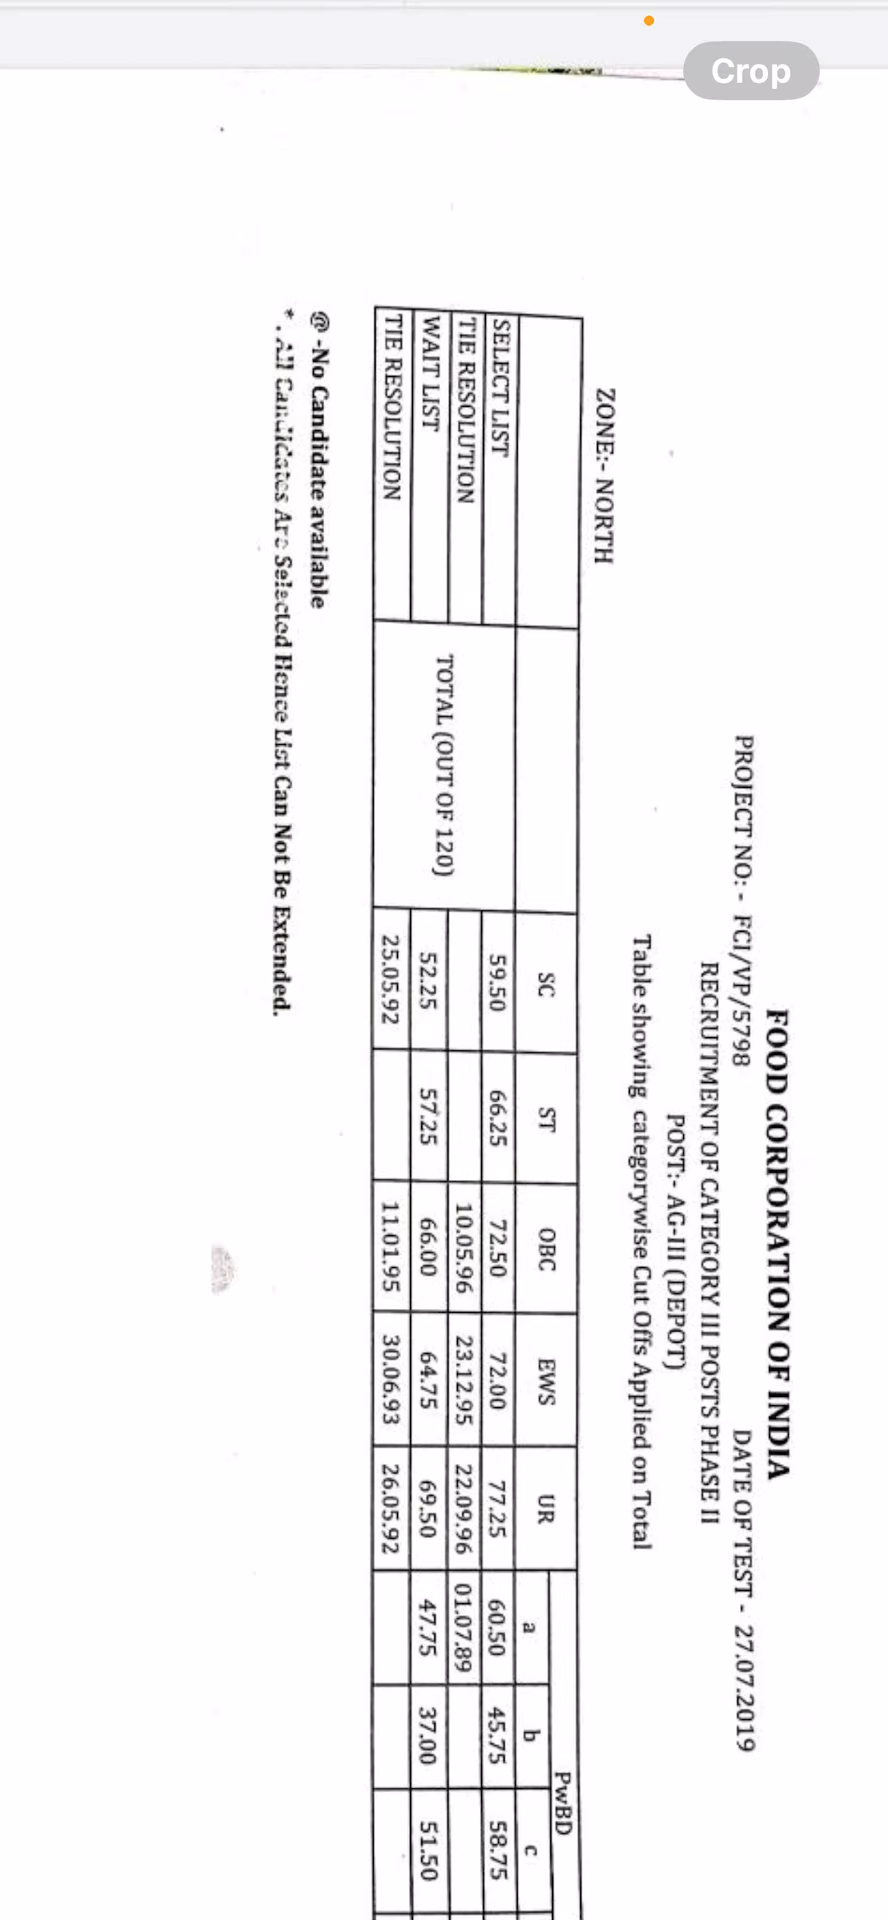 Crop
FOOD CORPORATION OF INDIA
PROJECT NO: - FCI/VP/5798 DATE OF TEST - 27.07.2019
RECRUITMENT OF CATEGORY III POSTS PHASE II
POST:- AG-III (DEPOT)
Table showing categorywise Cut Offs Applied on Total
ZONE:- NORTH
SC ST OBC EWS UR PwBD
a b c
SELECT LIST 59.50 66.25 72.50 72.00 77.25 60.50 45.75 58.75
TIE RESOLUTION 10.05.96 23.12.95 22.09.96 01.07.89
TOTAL (OUT OF 120)
WAIT LIST 52.25 57.25 66.00 64.75 69.50 47.75 37.00 51.50
TIE RESOLUTION 25.05.92 11.01.95 30.06.93 26.05.92
@ -No Candidate available
* . All Candidates Are Selected Hence List Can Not Be Extended.